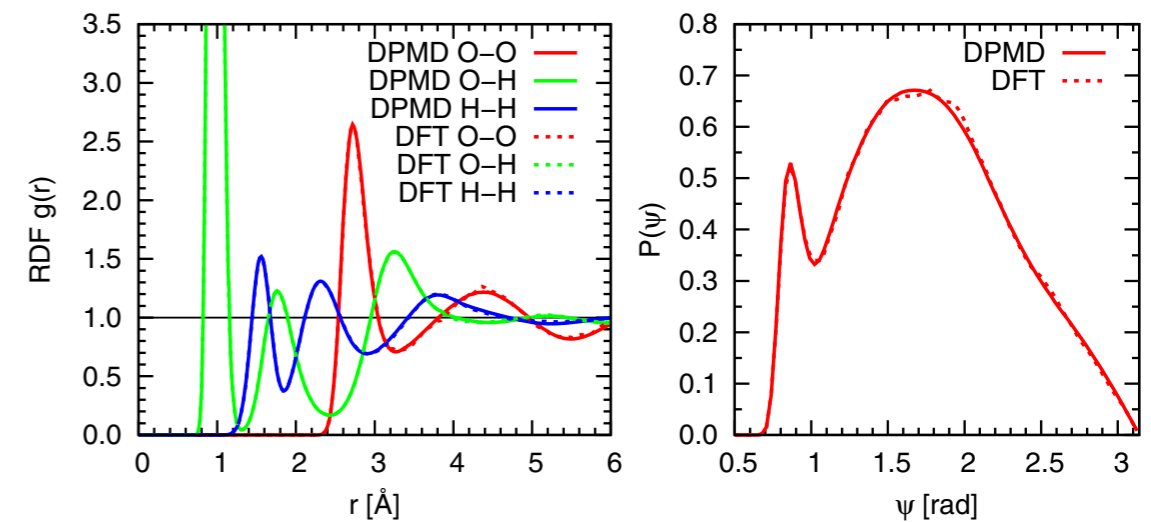 RDF g(r)
3.5
3.0
2.5
2.0
1.5
1.0
0.5
0.0
DPMD O–O
DPMD O–H
DPMD H–H
DFT O–O
DFT O–H
DFT H–H
0 1 2 3 4 5 6
r [Å]
P(ψ)
0.8
0.7
0.6
0.5
0.4
0.3
0.2
0.1
0.0
DPMD
DFT
0.5 1 1.5 2 2.5 3
ψ [rad]